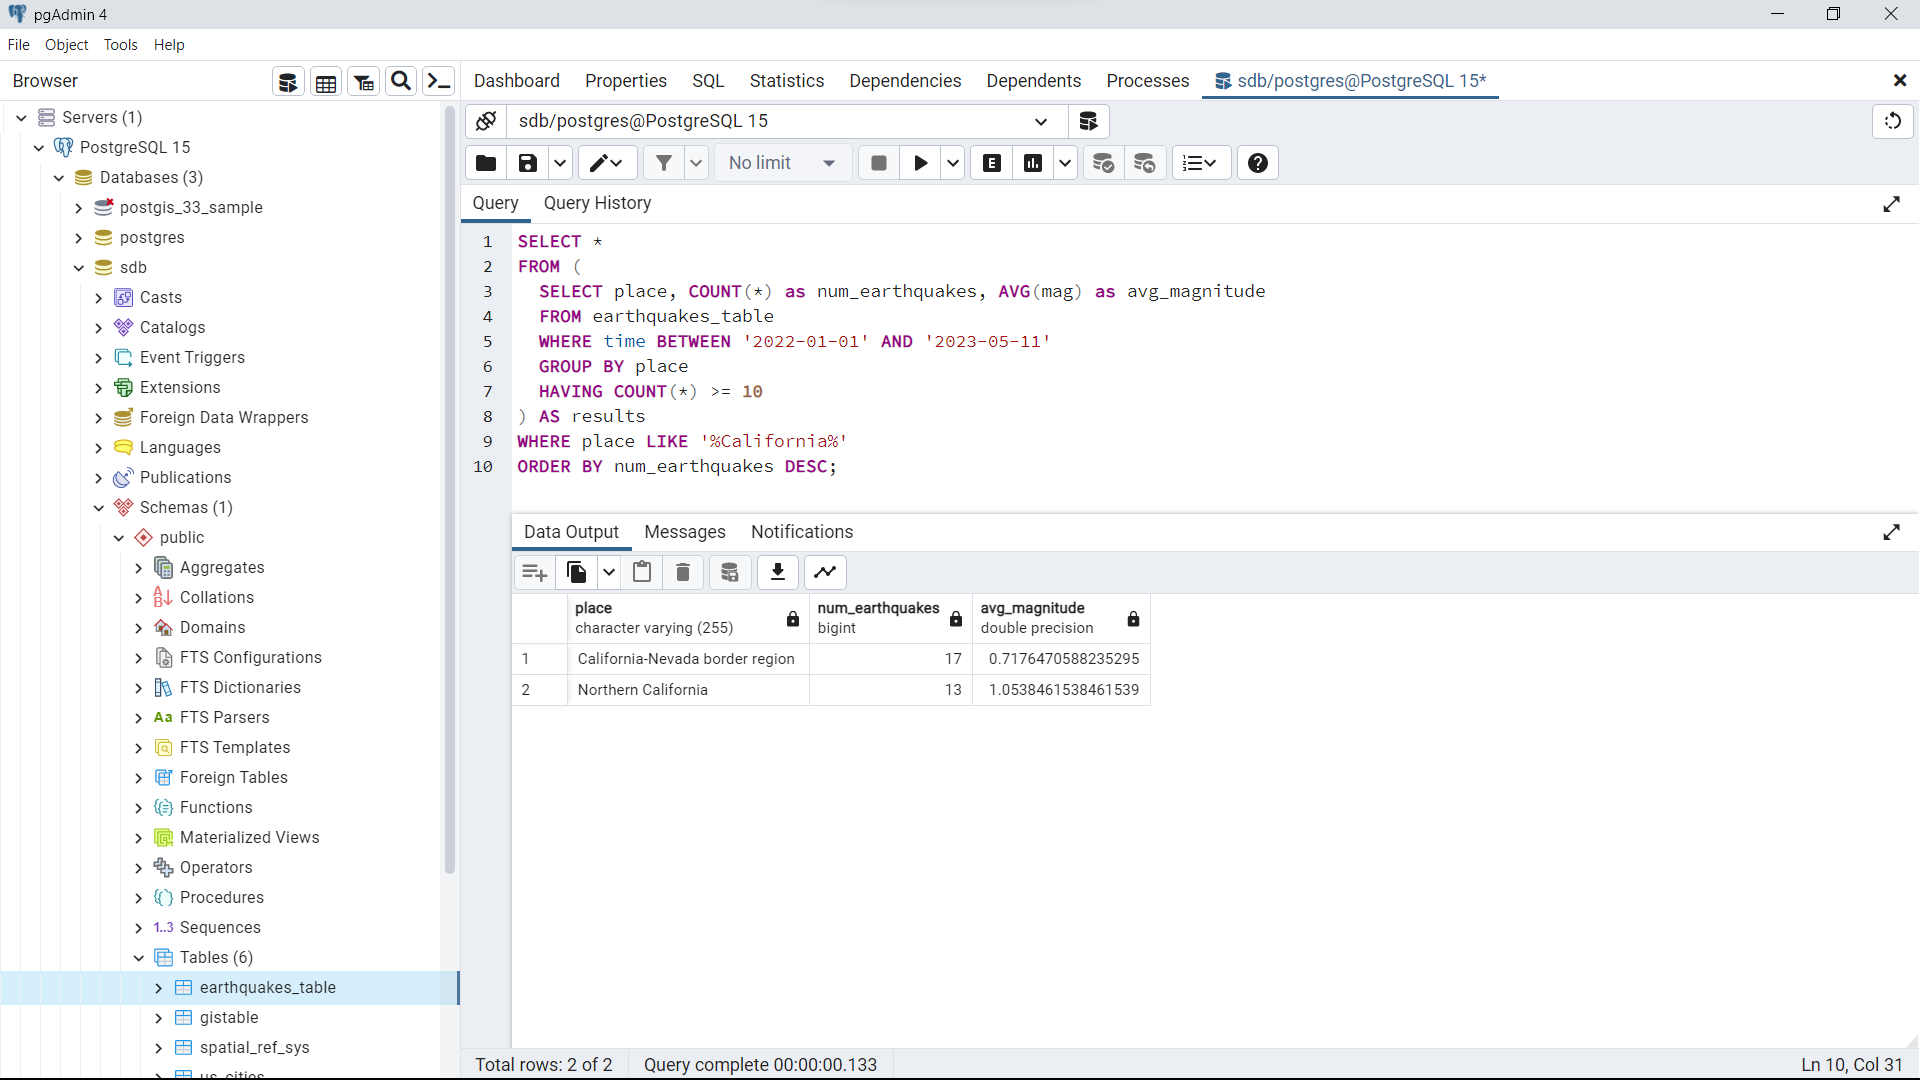 pgAdmin 4
File Object Tools Help
Browser
Dashboard Properties SQL Statistics Dependencies Dependents Processes sdb/postgres@PostgreSQL 15*
Servers (1)
PostgreSQL 15
Databases (3)
postgis_33_sample
postgres
sdb
Casts
Catalogs
Event Triggers
Extensions
Foreign Data Wrappers
Languages
Publications
Schemas (1)
public
Aggregates
Collations
Domains
FTS Configurations
FTS Dictionaries
Aa FTS Parsers
FTS Templates
Foreign Tables
Functions
Materialized Views
Operators
Procedures
1..3 Sequences
Tables (6)
earthquakes_table
gistable
spatial_ref_sys
us_cities
sdb/postgres@PostgreSQL 15
No limit
E
Query Query History
1 SELECT *
2 FROM (
3 SELECT place, COUNT(*) as num_earthquakes, AVG(mag) as avg_magnitude
4 FROM earthquakes_table
5 WHERE time BETWEEN '2022-01-01' AND '2023-05-11'
6 GROUP BY place
7 HAVING COUNT(*) >= 10
8 ) AS results
9 WHERE place LIKE '%California%'
10 ORDER BY num_earthquakes DESC;
Data Output Messages Notifications
place num_earthquakes avg_magnitude
character varying (255) bigint double precision
1 California-Nevada border region 17 0.7176470588235295
2 Northern California 13 1.0538461538461539
Total rows: 2 of 2 Query complete 00:00:00.133 Ln 10, Col 31